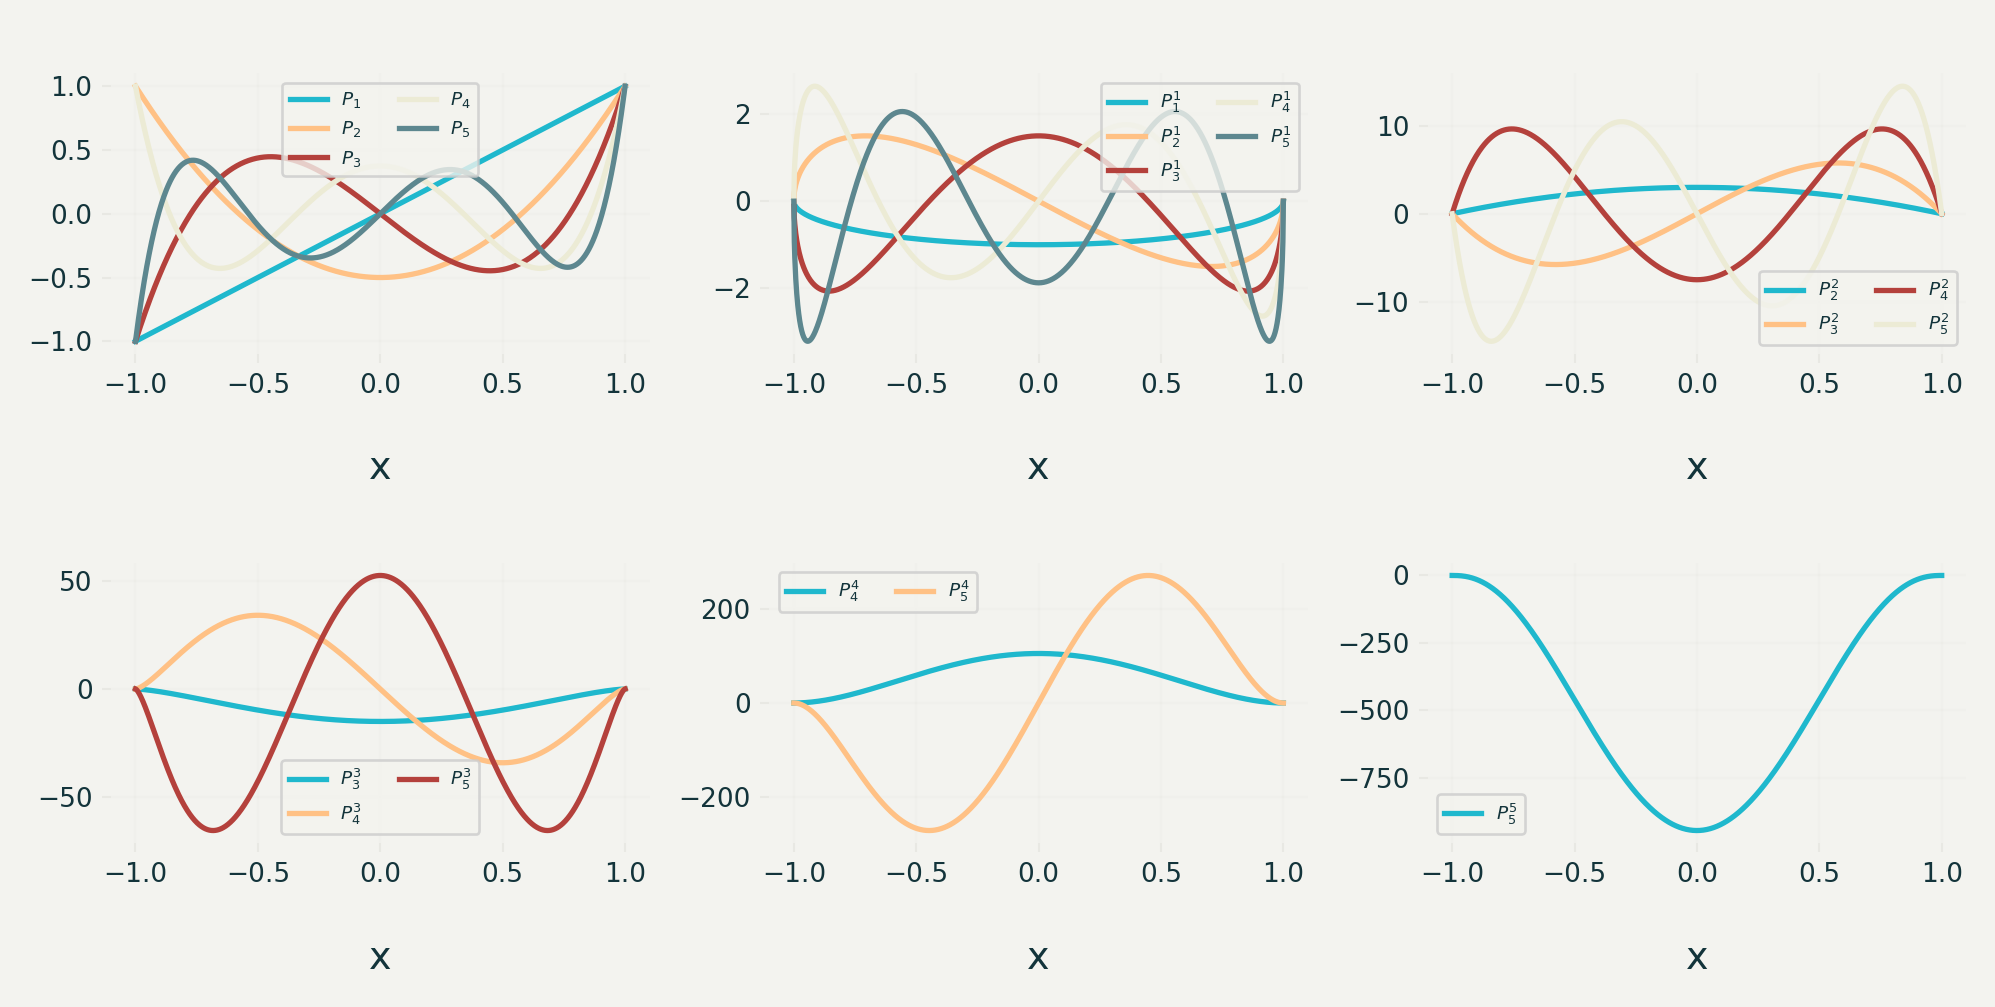 1.0
0.5
0.0
−0.5
−1.0
P₁ P₄
P₂ P₅
P₃
−1.0 −0.5 0.0 0.5 1.0
x
2
0
−2
P₁¹ P₄¹
P₂¹ P₅¹
P₃¹
−1.0 −0.5 0.0 0.5 1.0
x
10
0
−10
P₂² P₄²
P₃² P₅²
−1.0 −0.5 0.0 0.5 1.0
x
50
0
−50
P₃³ P₅³
P₄³
−1.0 −0.5 0.0 0.5 1.0
x
P₄⁴ P₅⁴
200
0
−200
−1.0 −0.5 0.0 0.5 1.0
x
0
−250
−500
−750
P₅⁵
−1.0 −0.5 0.0 0.5 1.0
x